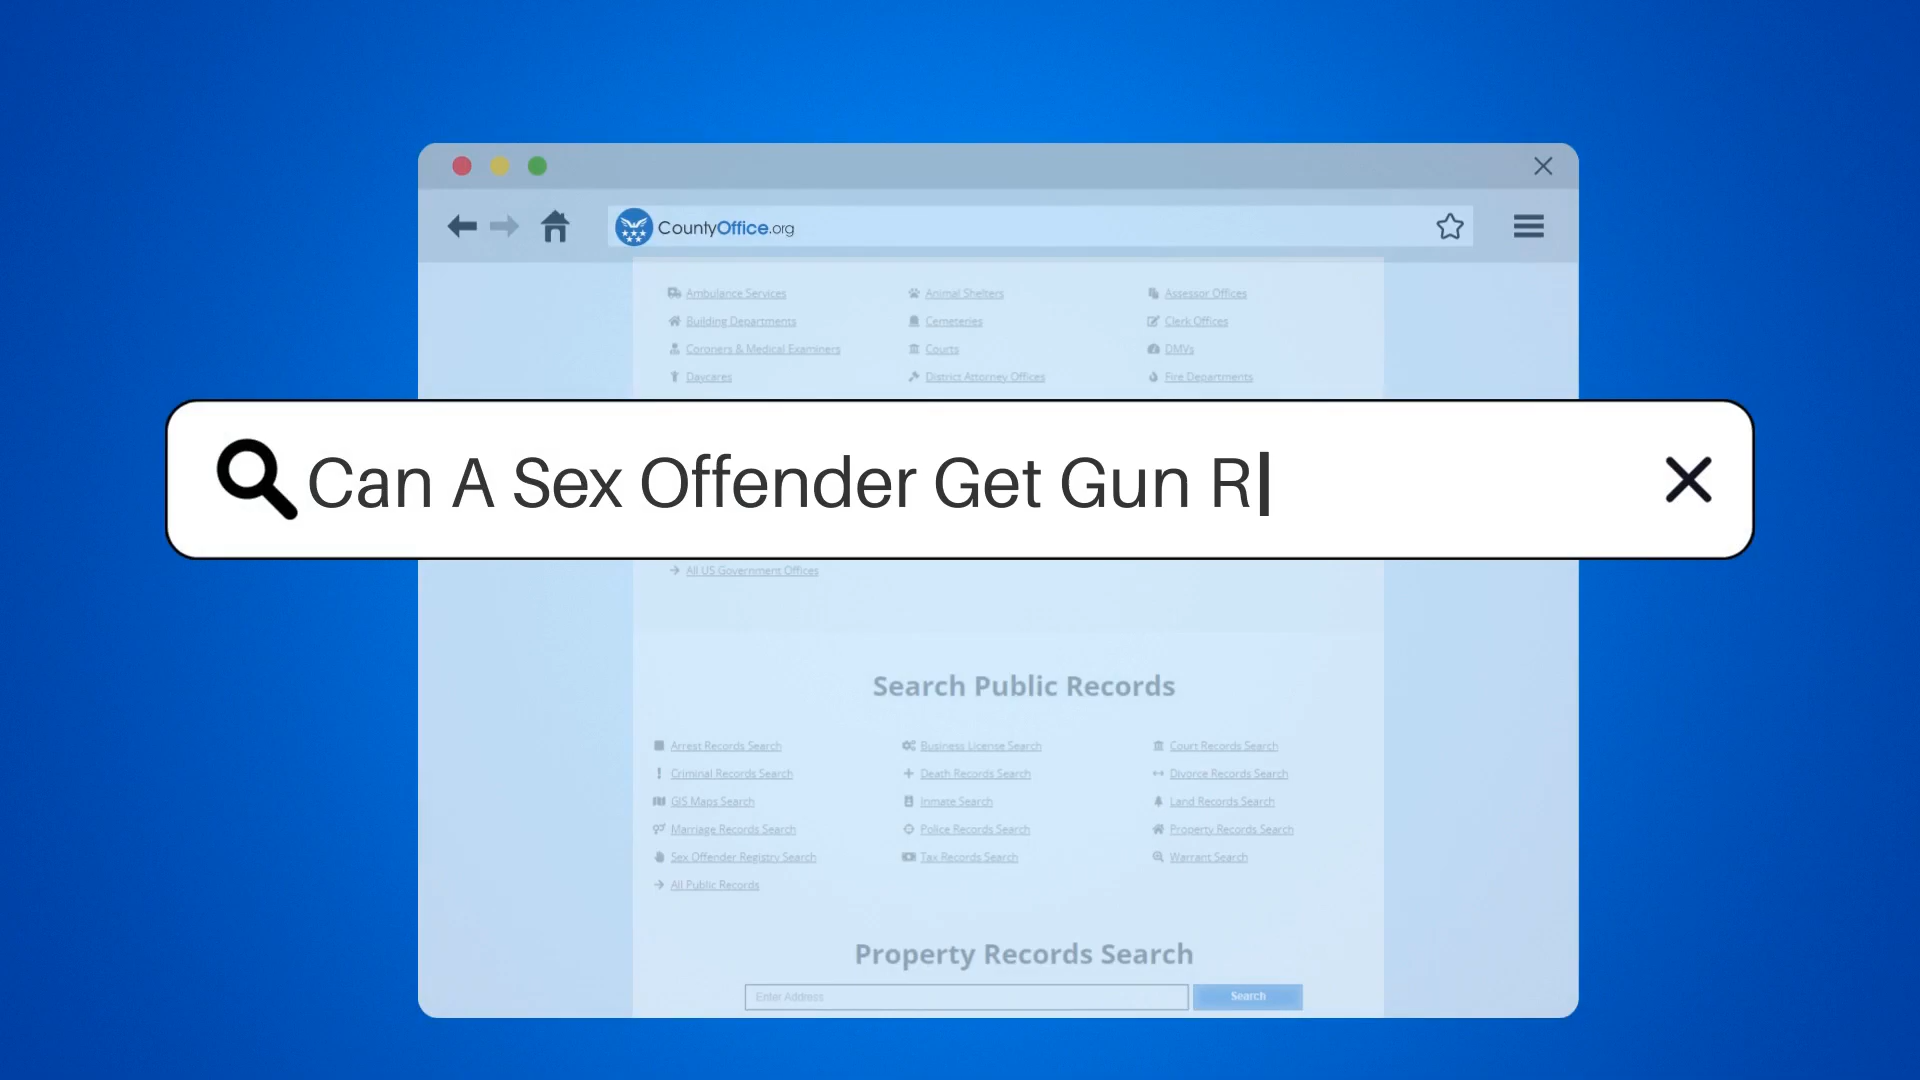 CountyOffice.org
Ambulance Services Animal Shelters Assessor Offices
Building Departments Cemeteries Clerk Offices
Coroners & Medical Examiners Courts DMVs
Daycares District Attorney Offices Fire Departments
Can A Sex Offender Get Gun R
All US Government Offices
Search Public Records
Arrest Records Search Business License Search Court Records Search
Criminal Records Search Death Records Search Divorce Records Search
GIS Maps Search Inmate Search Land Records Search
Marriage Records Search Police Records Search Property Records Search
Sex Offender Registry Search Tax Records Search Warrant Search
All Public Records
Property Records Search
Enter Address Search